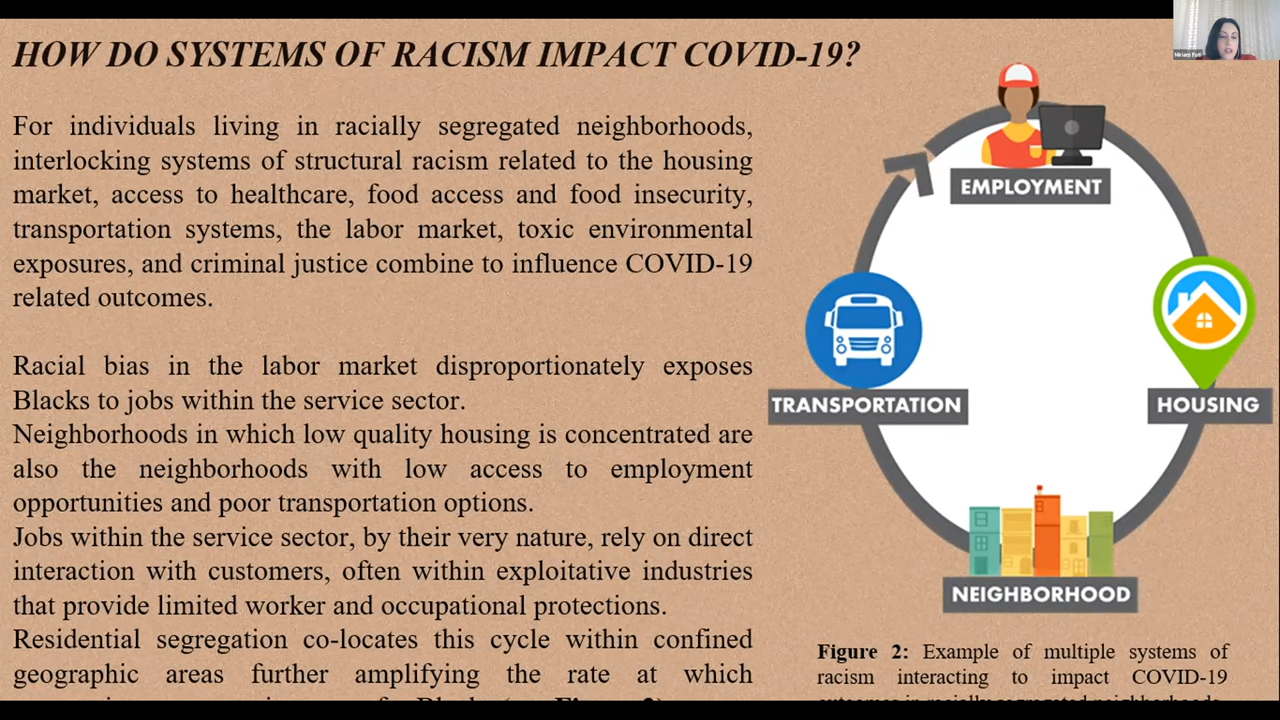 HOW DO SYSTEMS OF RACISM IMPACT COVID-19?
For individuals living in racially segregated neighborhoods,
interlocking systems of structural racism related to the housing
market, access to healthcare, food access and food insecurity,
transportation systems, the labor market, toxic environmental
exposures, and criminal justice combine to influence COVID-19
related outcomes.
Racial bias in the labor market disproportionately exposes
Blacks to jobs within the service sector.
Neighborhoods in which low quality housing is concentrated are
also the neighborhoods with low access to employment
opportunities and poor transportation options.
Jobs within the service sector, by their very nature, rely on direct
interaction with customers, often within exploitative industries
that provide limited worker and occupational protections.
Residential segregation co-locates this cycle within confined
geographic areas further amplifying the rate at which
EMPLOYMENT
TRANSPORTATION
HOUSING
NEIGHBORHOOD
Figure 2: Example of multiple systems of
racism interacting to impact COVID-19
outcomes in racially segregated neighborhoods.